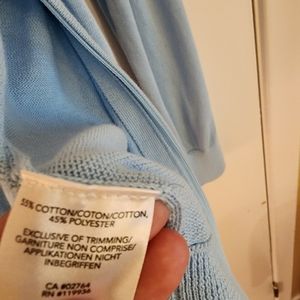 55% COTTON/COTON/COTTON,
45% POLYESTER
EXCLUSIVE OF TRIMMING/
GARNITURE NON COMPRISE/
APPLIKATIONEN NICHT
INBEGRIFFEN
CA #02764
RN #119936